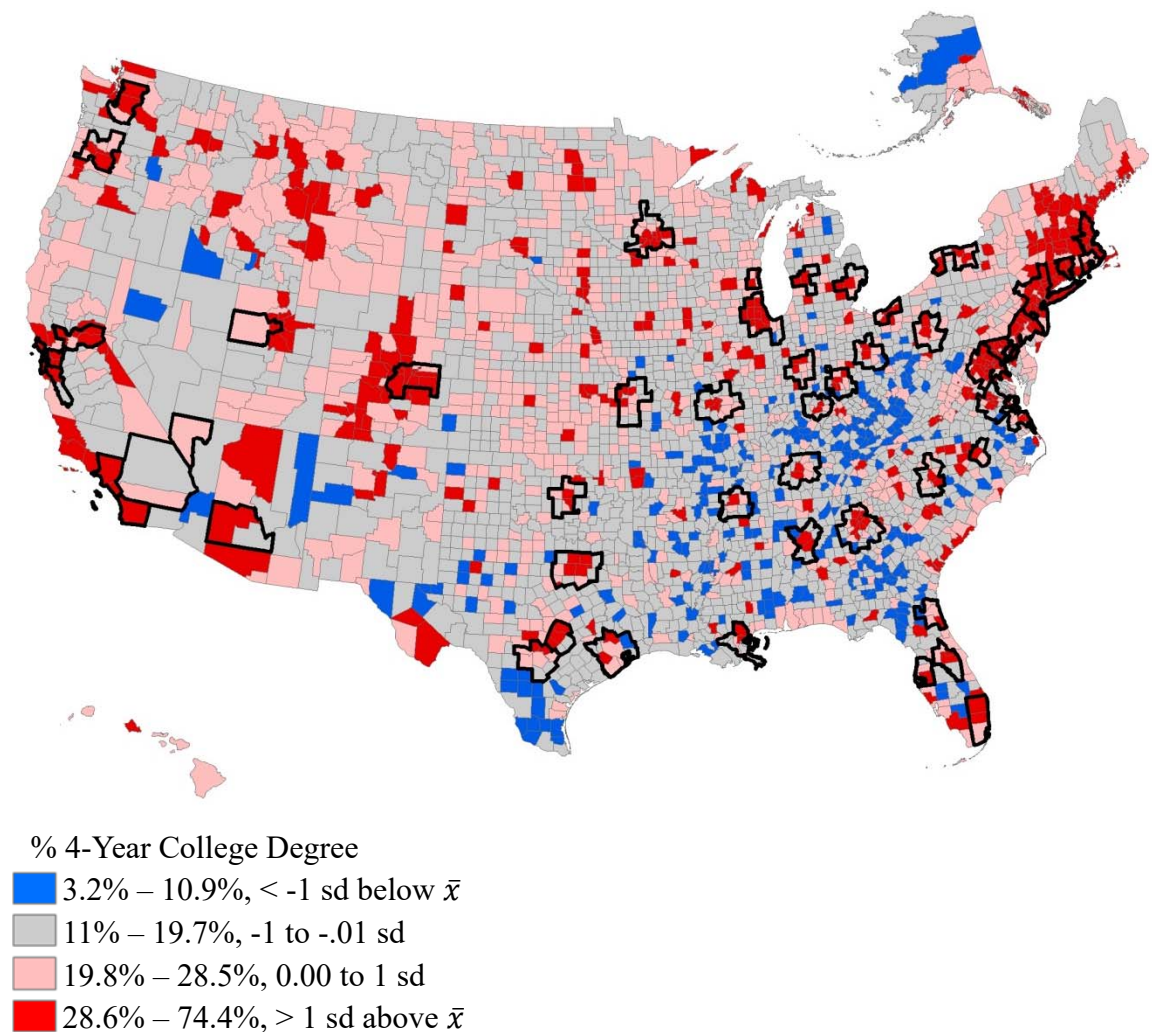 % 4-Year College Degree
3.2% – 10.9%, < -1 sd below x̄
11% – 19.7%, -1 to -.01 sd
19.8% – 28.5%, 0.00 to 1 sd
28.6% – 74.4%, > 1 sd above x̄